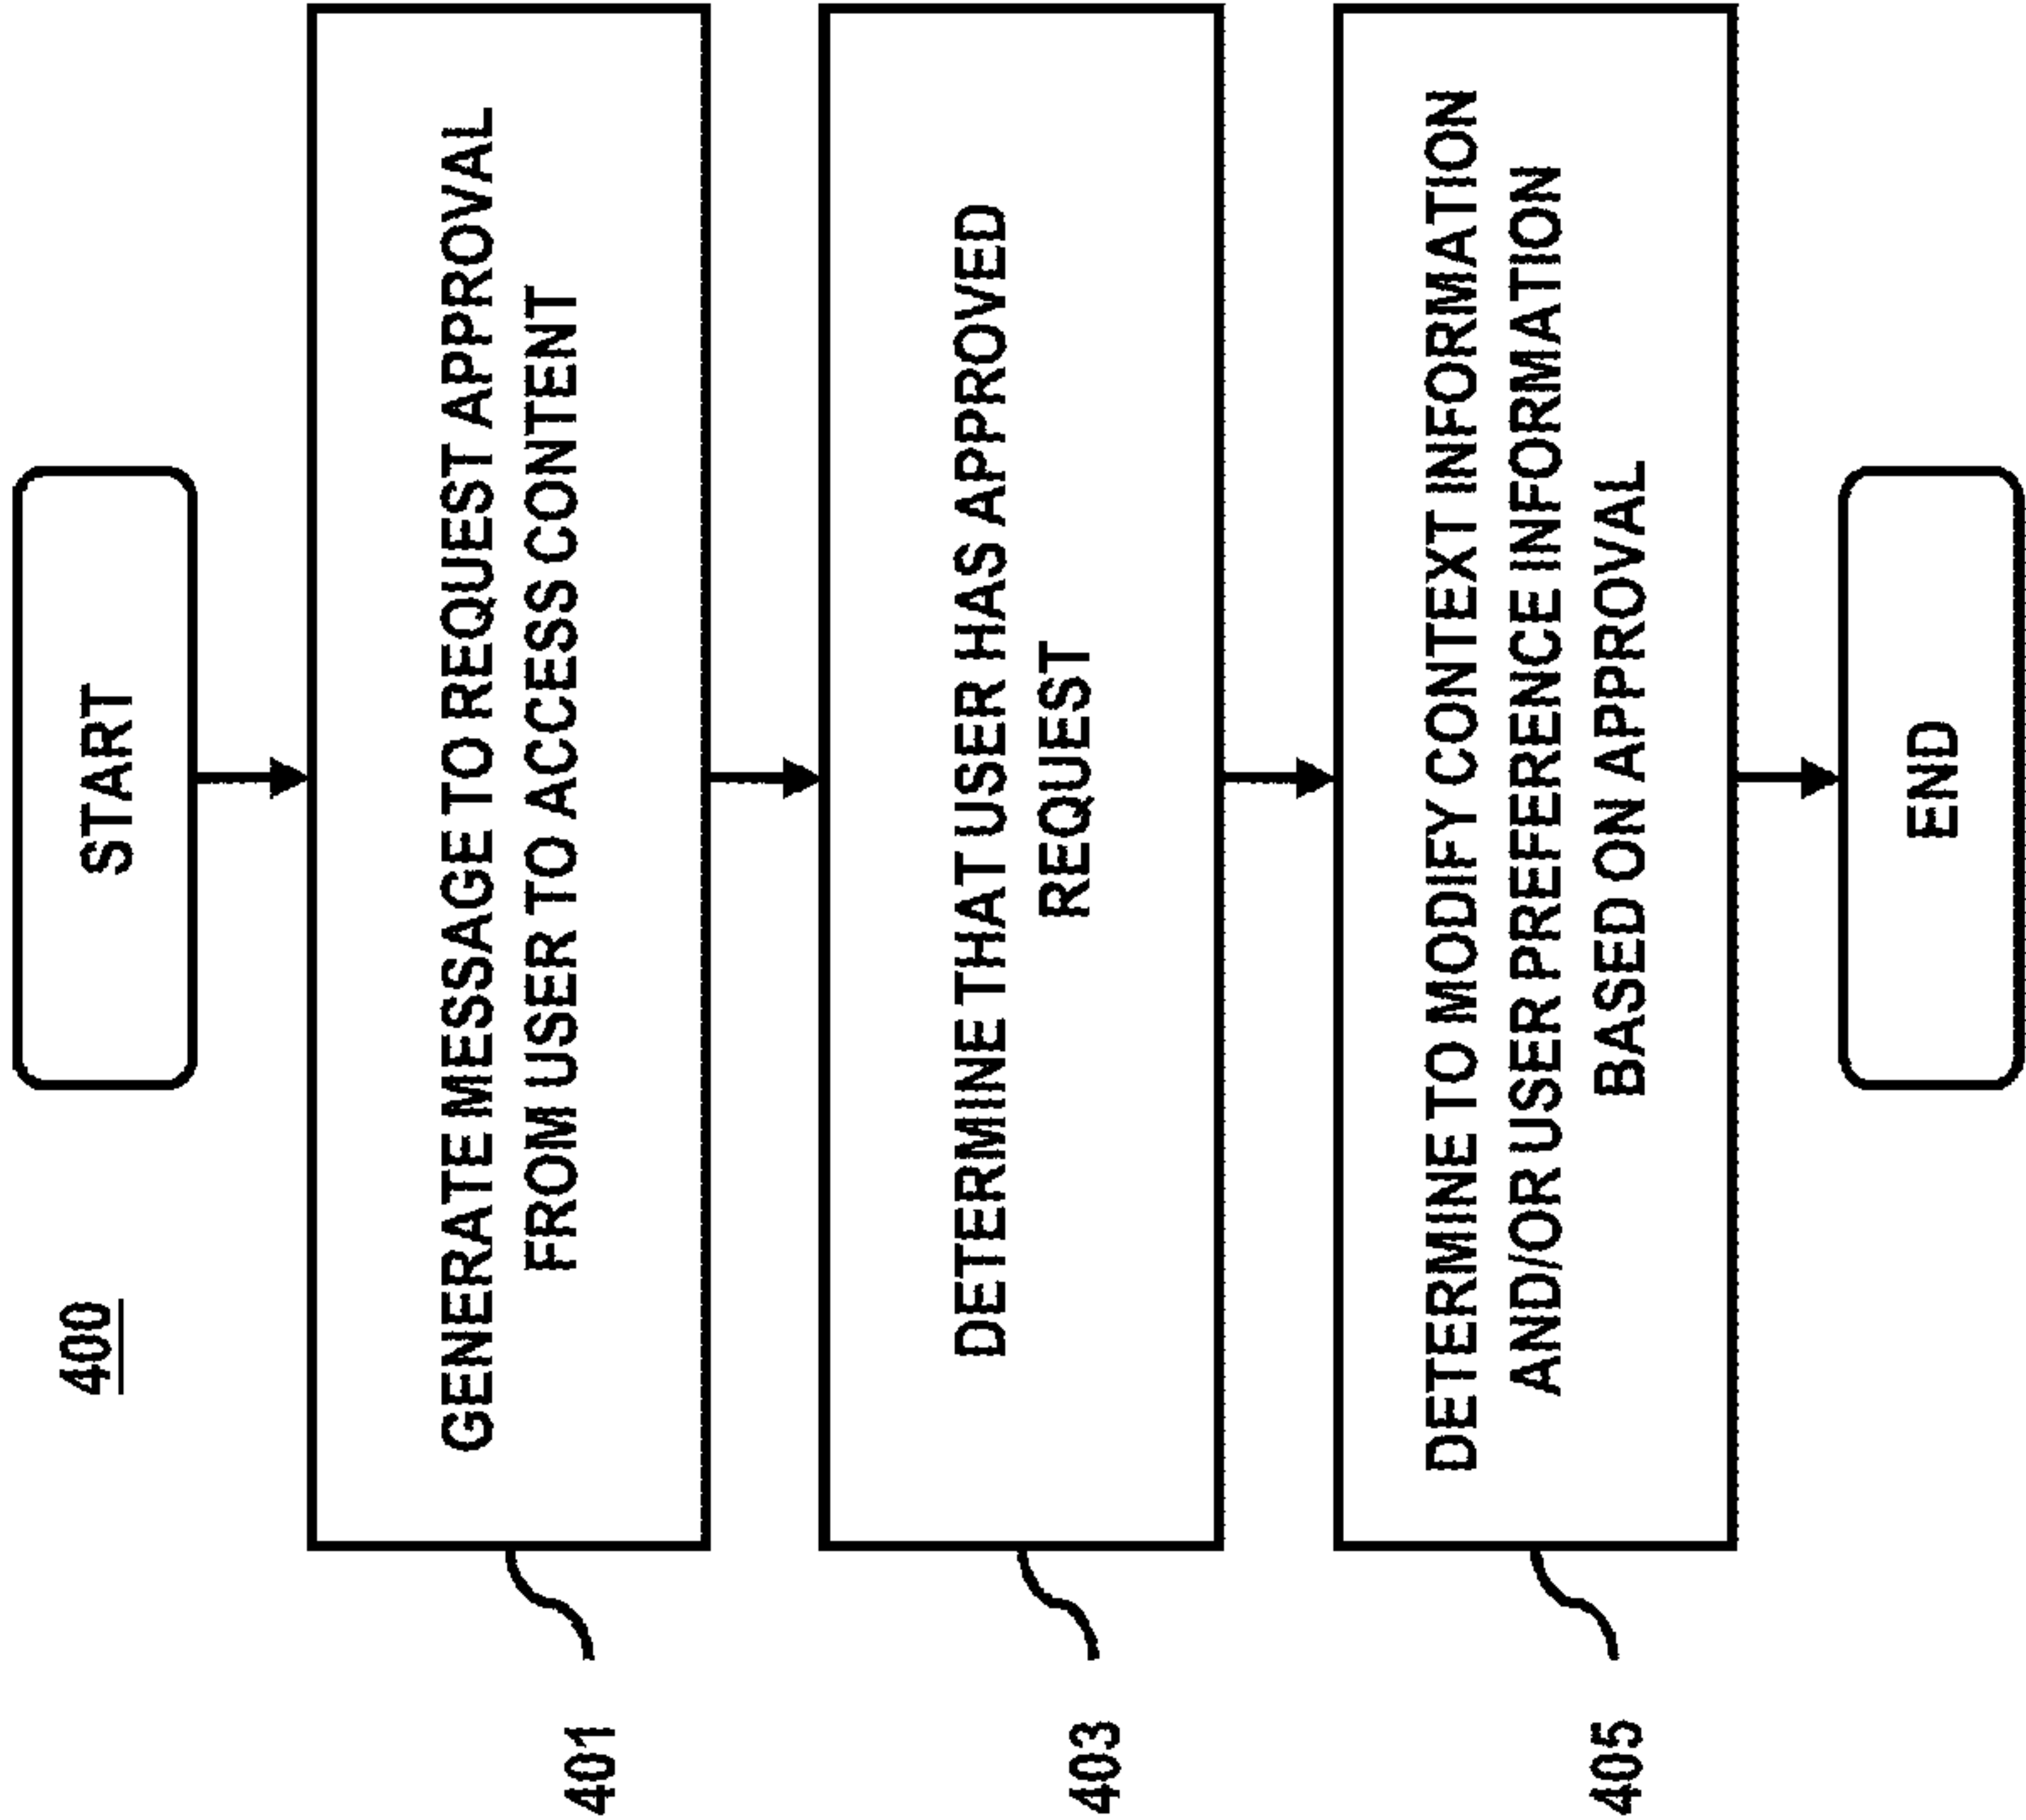 400
START
GENERATE MESSAGE TO REQUEST APPROVAL
FROM USER TO ACCESS CONTENT
401
DETERMINE THAT USER HAS APPROVED
REQUEST
403
DETERMINE TO MODIFY CONTEXT INFORMATION
AND/OR USER PREFERENCE INFORMATION
BASED ON APPROVAL
405
END